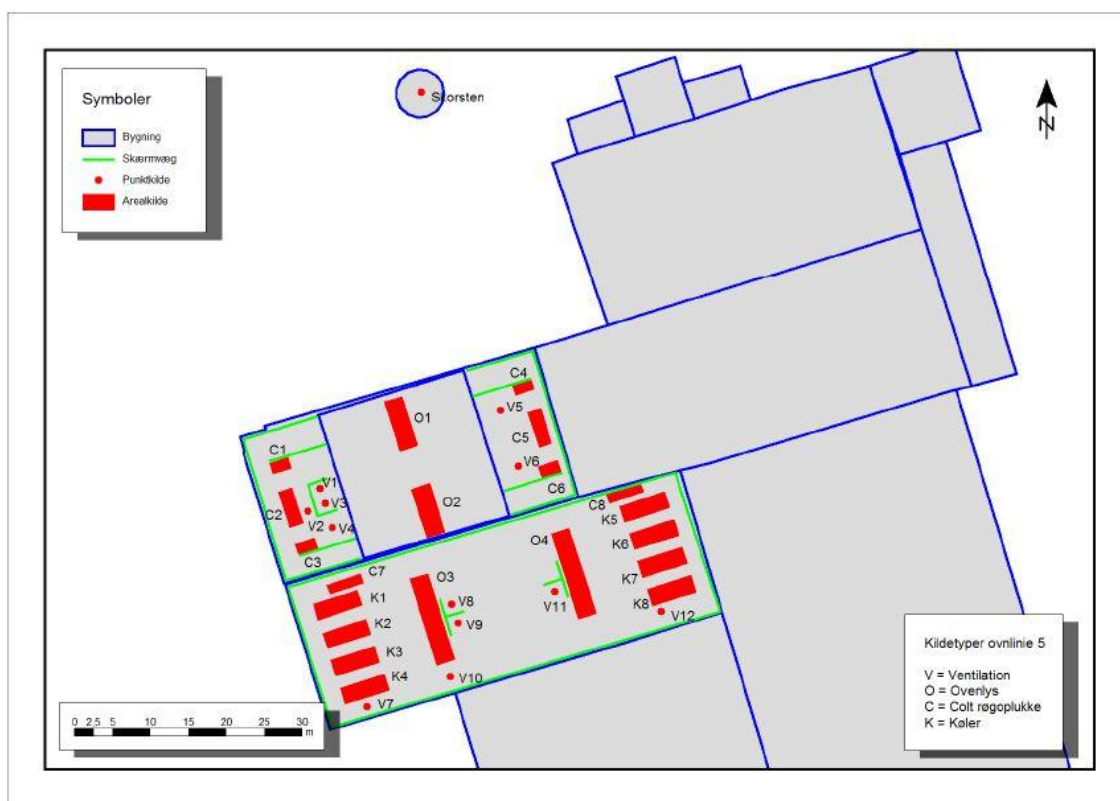 Symboler
Bygning
Skærmvæg
Punktkilde
Arealkilde
Skorsten
N
C4
V5
O1
C5
C1
V6
V1
C6
O2
C2
V3
V2
V4
C8
K5
C3
O4
K6
C7
O3
K1
K7
V8
V11
K8
K2
V9
V12
K3
K4
V10
V7
Kildetyper ovnlinie 5
V = Ventilation
O = Ovenlys
C = Colt røgoplukke
K = Køler
0 2,5 5 10 15 20 25 30
m